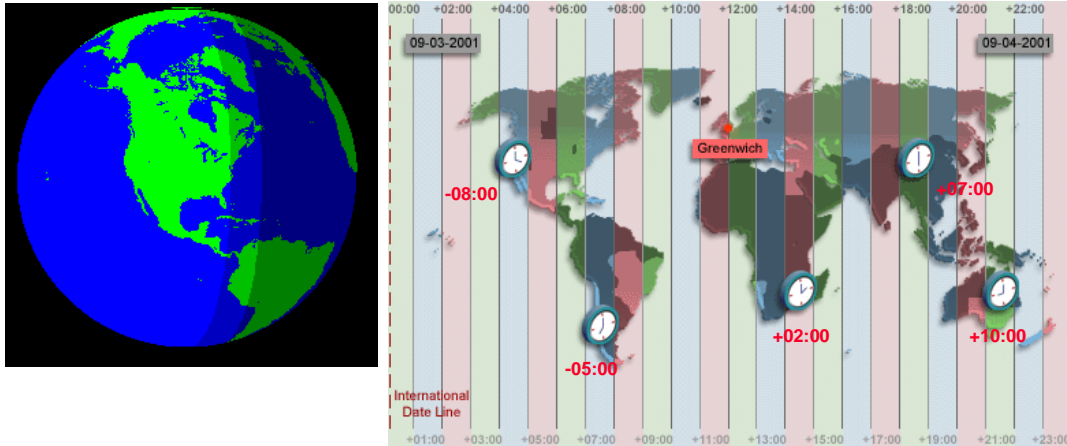 00:00 +02:00 +04:00 +06:00 +08:00 +10:00 +12:00 +14:00 +16:00 +18:00 +20:00 +22:00
09-03-2001 09-04-2001
Greenwich
-08:00 +07:00
+02:00 +10:00
-05:00
International
Date Line
+01:00 +03:00 +05:00 +07:00 +09:00 +11:00 +13:00 +15:00 +17:00 +19:00 +21:00 +23:00